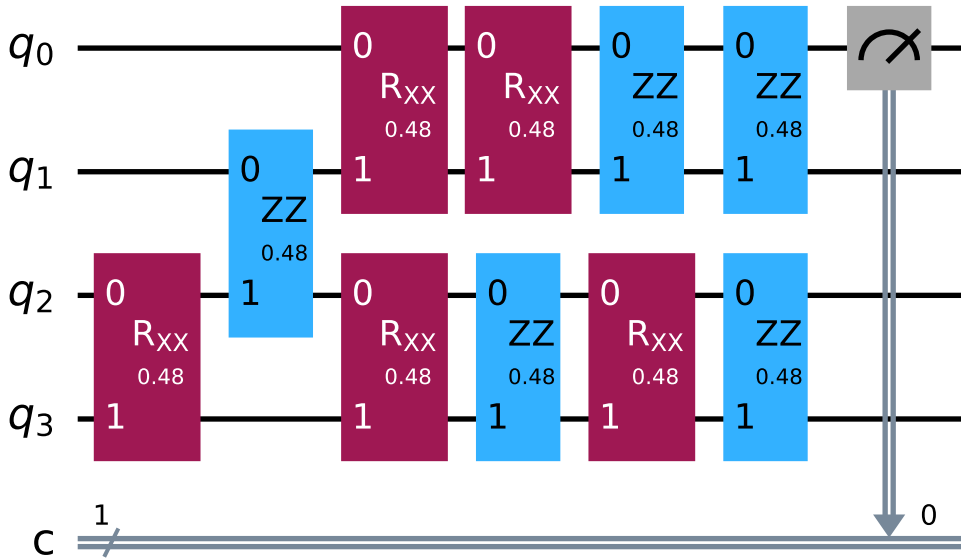 q0 0 0 0 0
RXX RXX ZZ ZZ
0.48 0.48 0.48 0.48
q1 0 1 1 1 1
ZZ
0.48
q2 0 1 0 0 0 0
RXX RXX ZZ RXX ZZ
0.48 0.48 0.48 0.48 0.48
q3 1 1 1 1 1
1 0
c